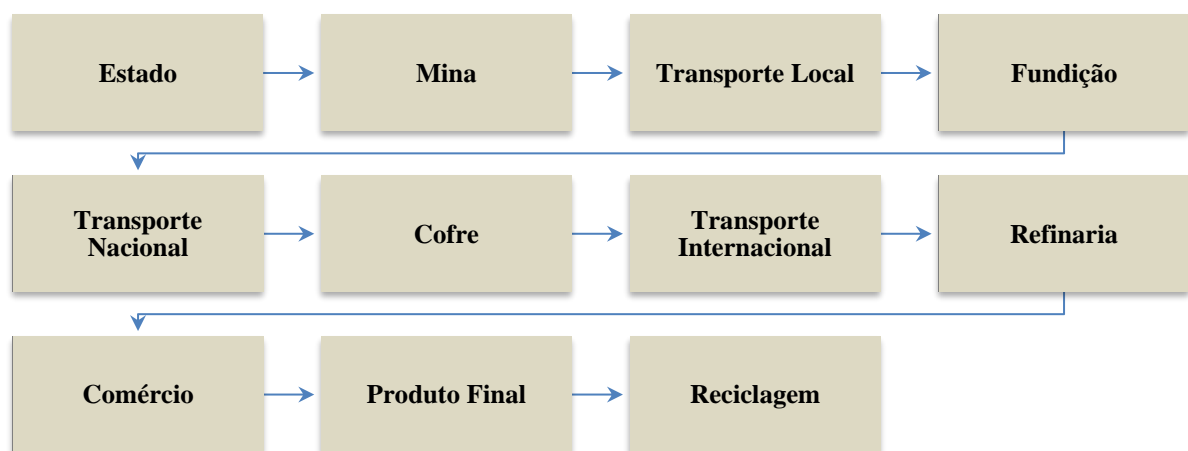 Estado
Mina
Transporte Local
Fundição
Transporte
Nacional
Cofre
Transporte
Internacional
Refinaria
Comércio
Produto Final
Reciclagem